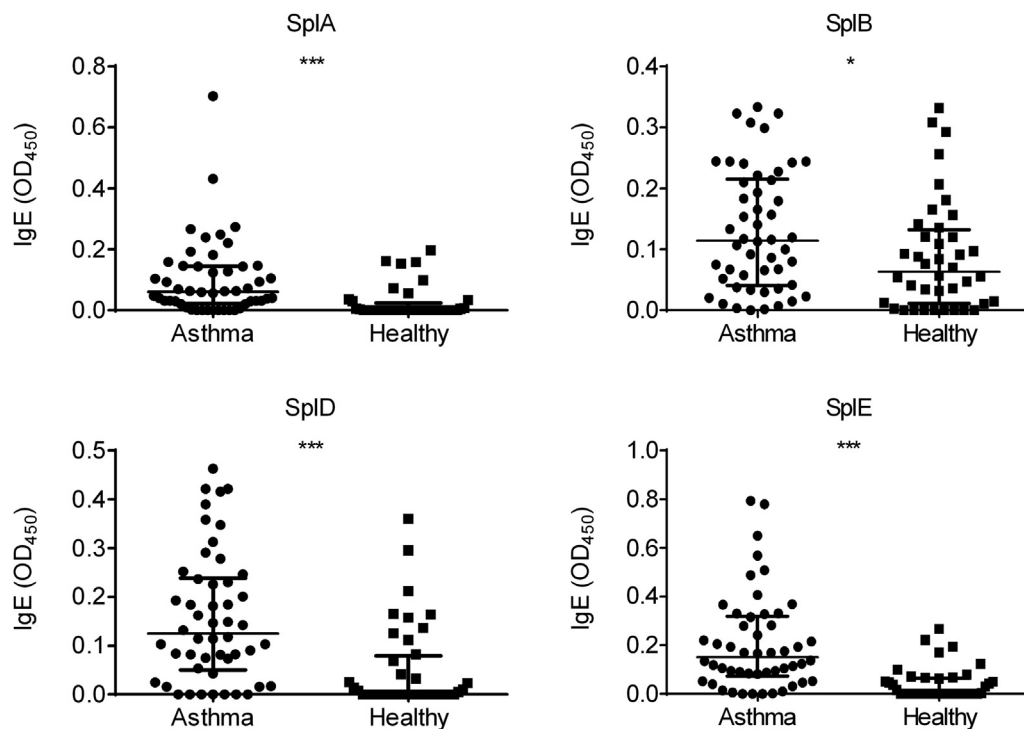 SplA
***
0.8
0.6
0.4
0.2
0.0
IgE (OD450)
Asthma Healthy
SplB
*
0.4
0.3
0.2
0.1
0.0
IgE (OD450)
Asthma Healthy
SplD
***
0.5
0.4
0.3
0.2
0.1
0.0
IgE (OD450)
Asthma Healthy
SplE
***
1.0
0.8
0.6
0.4
0.2
0.0
IgE (OD450)
Asthma Healthy